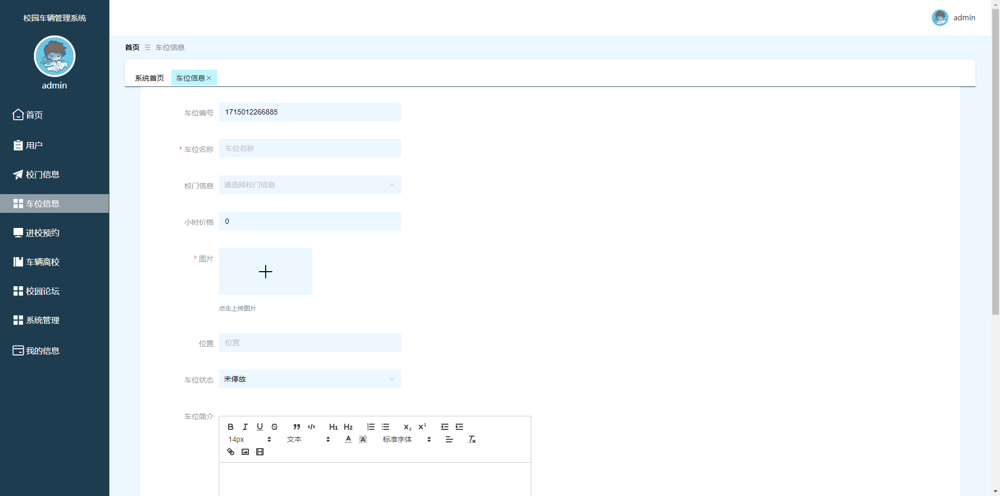 校园车辆管理系统
admin
admin
首页
用户
校门信息
车位信息
进校预约
车辆离校
校园论坛
系统管理
我的信息
首页 ☰ 车位信息
系统首页 车位信息
车位编号 1715012266885
* 车位名称 车位名称
校门信息 请选择校门信息
小时价格 0
* 图片
点击上传图片
位置 位置
车位状态 未停放
车位简介
B I U S H1 H2 x2 x2
14px 文本 A A 标准字体 Tx